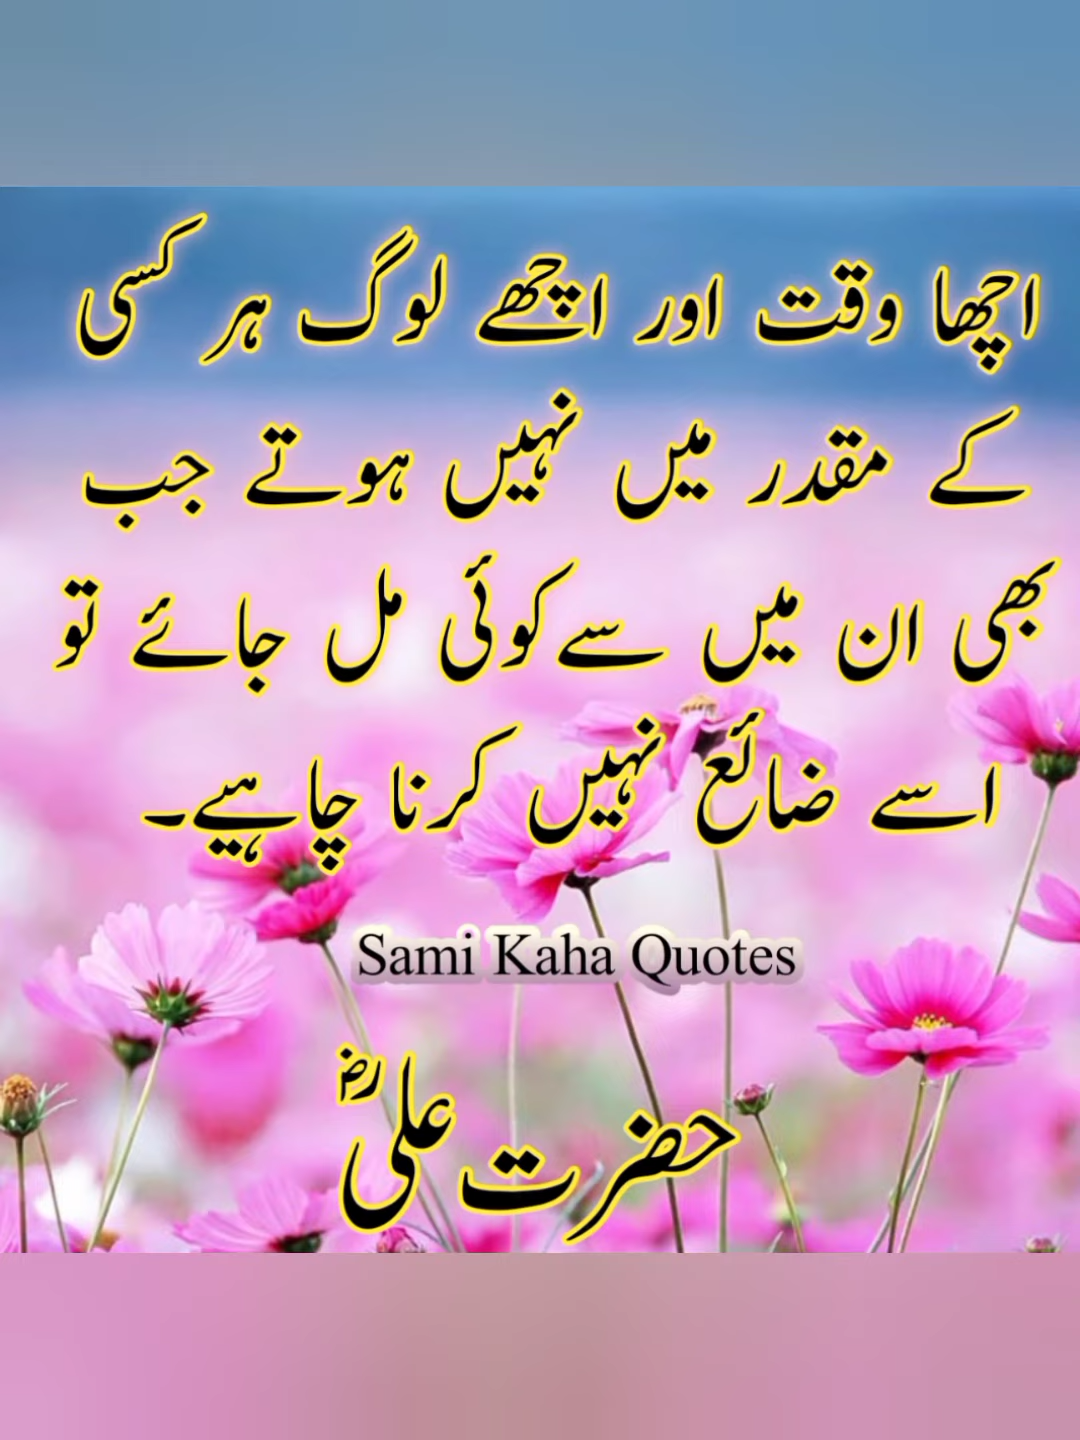 اچھا وقت اور اچھے لوگ ہر کسی
کے مقدر میں نہیں ہوتے جب
بھی ان میں سے کوئی مل جائے تو
اسے ضائع نہیں کرنا چاہیے۔
Sami Kaha Quotes
حضرت علیؓ